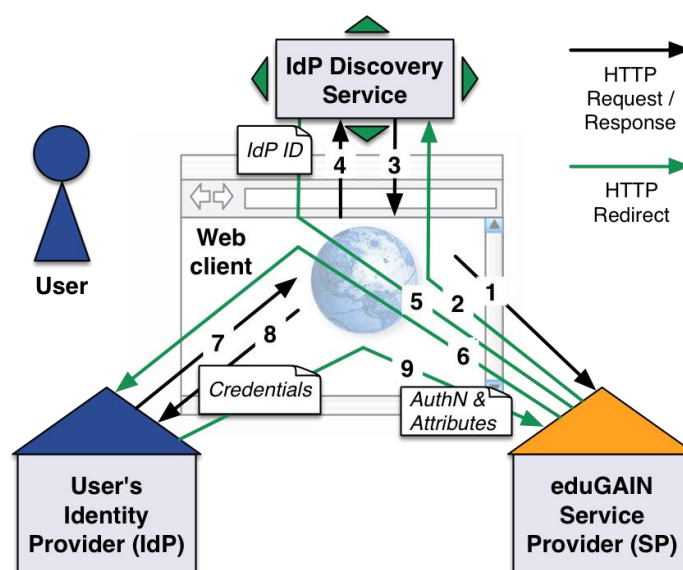 IdP Discovery
Service
HTTP
Request /
Response
HTTP
Redirect
IdP ID
4
3
User
Web
client
1
2
5
6
7
8
9
Credentials
AuthN &
Attributes
User's
Identity
Provider (IdP)
eduGAIN
Service
Provider (SP)